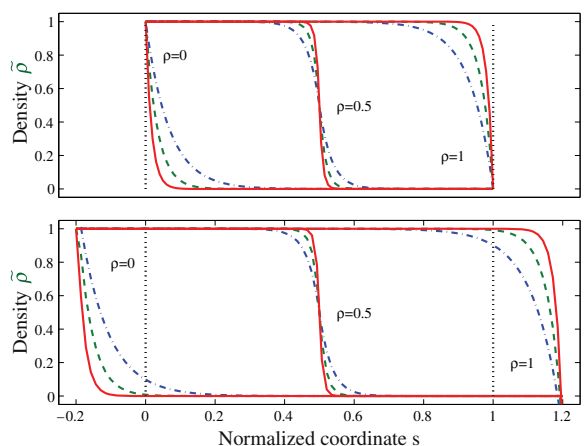 1
0.8
0.6
0.4
0.2
0
Density ρ̃
ρ=0
ρ=0.5
ρ=1
1
0.8
0.6
0.4
0.2
0
Density ρ̃
ρ=0
ρ=0.5
ρ=1
−0.2 0 0.2 0.4 0.6 0.8 1 1.2
Normalized coordinate s